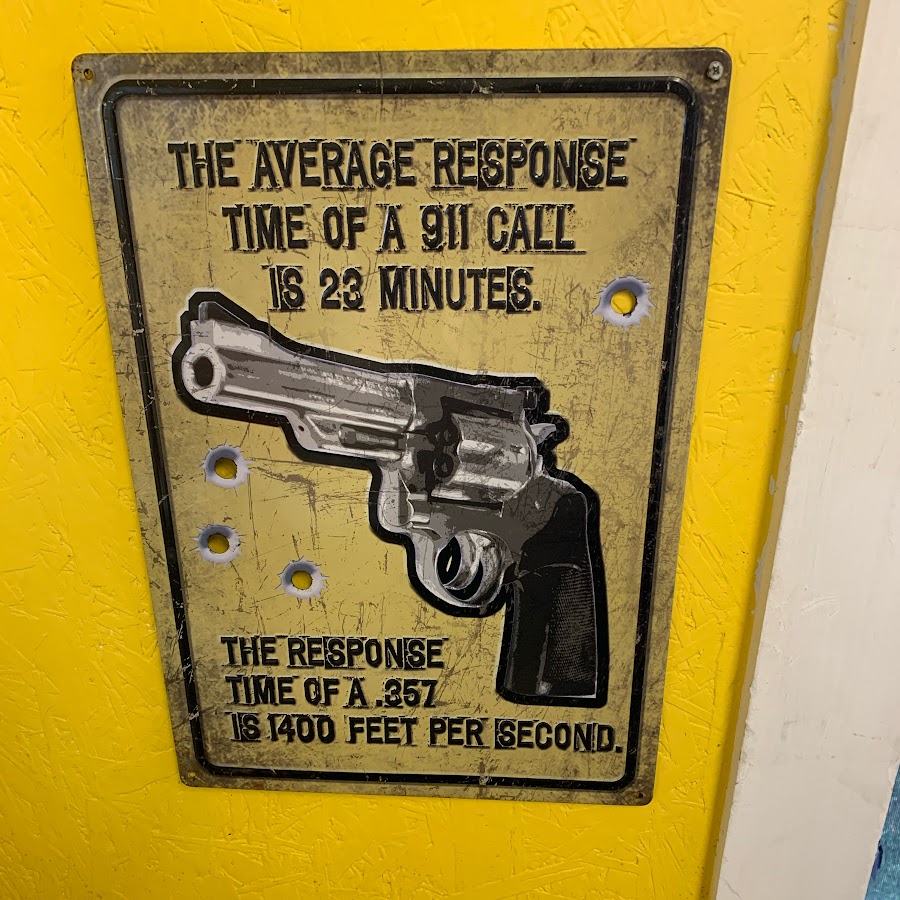 THE AVERAGE RESPONSE
TIME OF A 911 CALL
IS 23 MINUTES.
THE RESPONSE
TIME OF A .357
IS 1400 FEET PER SECOND.